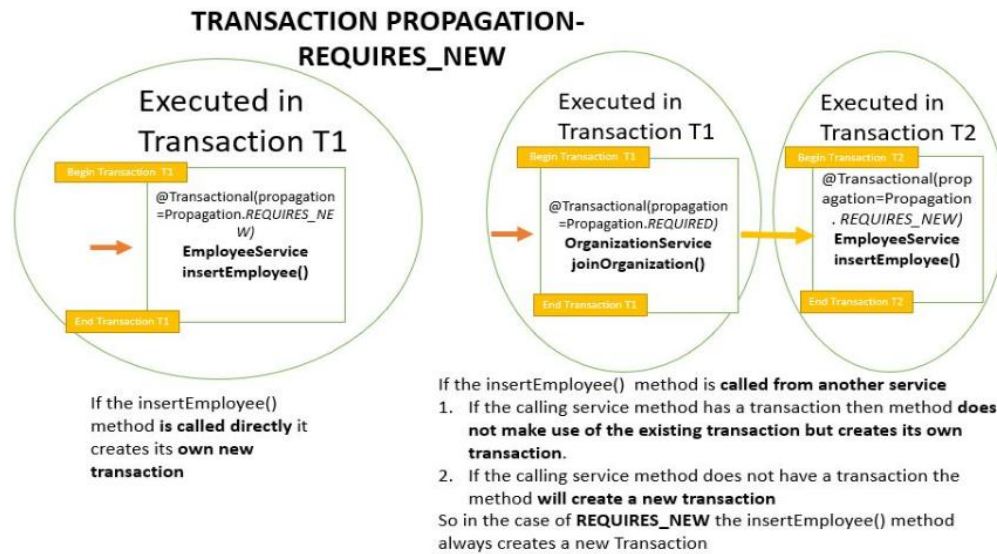 TRANSACTION PROPAGATION-
REQUIRES_NEW
Executed in
Transaction T1
Begin Transaction T1
@Transactional(propagation
=Propagation.REQUIRES_NE
W)
EmployeeService
insertEmployee()
End Transaction T1
If the insertEmployee()
method is called directly it
creates its own new
transaction
Executed in
Transaction T1
Begin Transaction T1
@Transactional(propagation
=Propagation.REQUIRED)
OrganizationService
joinOrganization()
End Transaction T1
Executed in
Transaction T2
Begin Transaction T2
@Transactional(prop
agation=Propagation
. REQUIRES_NEW)
EmployeeService
insertEmployee()
End Transaction T2
If the insertEmployee() method is called from another service
1. If the calling service method has a transaction then method does
not make use of the existing transaction but creates its own
transaction.
2. If the calling service method does not have a transaction the
method will create a new transaction
So in the case of REQUIRES_NEW the insertEmployee() method
always creates a new Transaction